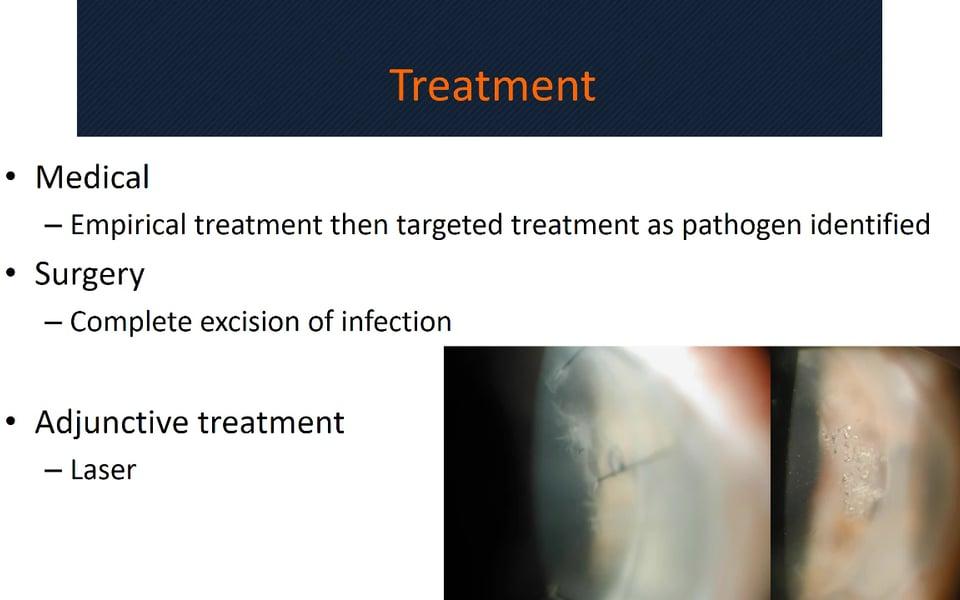 Treatment
• Medical
– Empirical treatment then targeted treatment as pathogen identified
• Surgery
– Complete excision of infection
• Adjunctive treatment
– Laser